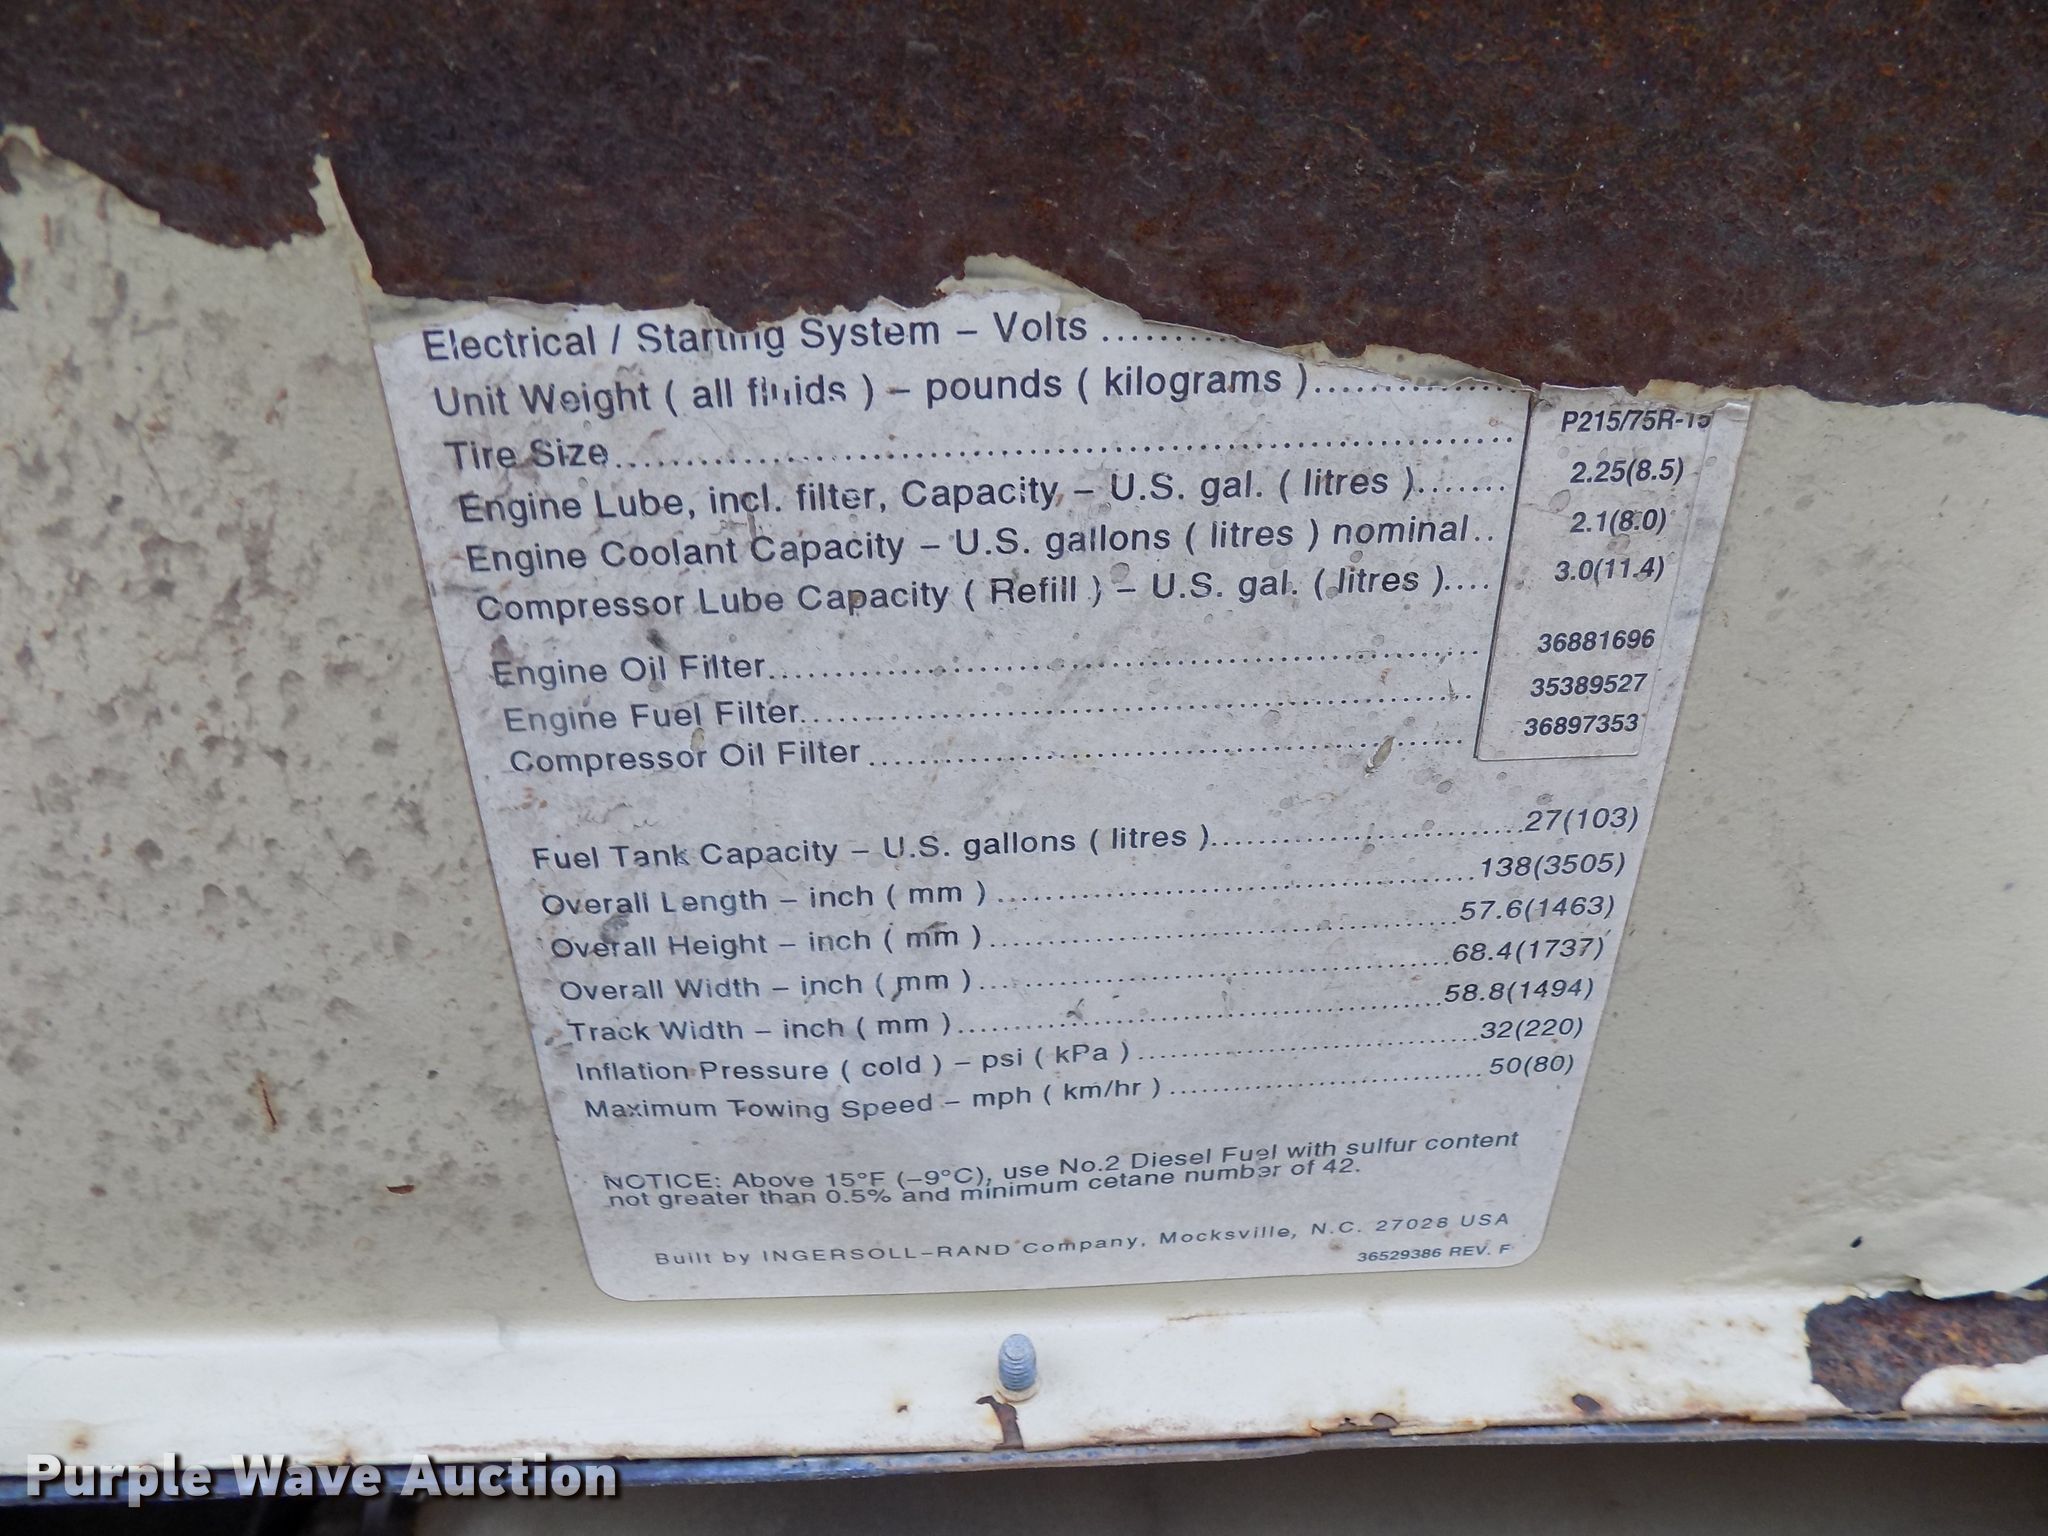 Electrical / Starting System – Volts ..........
Unit Weight ( all fluids ) – pounds ( kilograms )...............
Tire Size............................................................... P215/75R-15
Engine Lube, incl. filter, Capacity, – U.S. gal. ( litres )....... 2.25(8.5)
Engine Coolant Capacity – U.S. gallons ( litres ) nominal.. 2.1(8.0)
Compressor Lube Capacity ( Refill ) – U.S. gal. ( litres ).... 3.0(11.4)
Engine Oil Filter.................................................. 36881696
Engine Fuel Filter............................................... 35389527
Compressor Oil Filter .......................................... 36897353
Fuel Tank Capacity – U.S. gallons ( litres )......................27(103)
Overall Length – inch ( mm ) ..................................138(3505)
Overall Height – inch ( mm )..................................57.6(1463)
Overall Width – inch ( mm )...................................68.4(1737)
Track Width – inch ( mm )......................................58.8(1494)
Inflation Pressure ( cold ) – psi ( kPa ) ........................32(220)
Maximum Towing Speed – mph ( km/hr ) ......................50(80)
NOTICE: Above 15°F (–9°C), use No.2 Diesel Fuel with sulfur content
not greater than 0.5% and minimum cetane number of 42.
Built by INGERSOLL–RAND Company, Mocksville, N.C. 27028 USA
36529386 REV. F
Purple Wave Auction